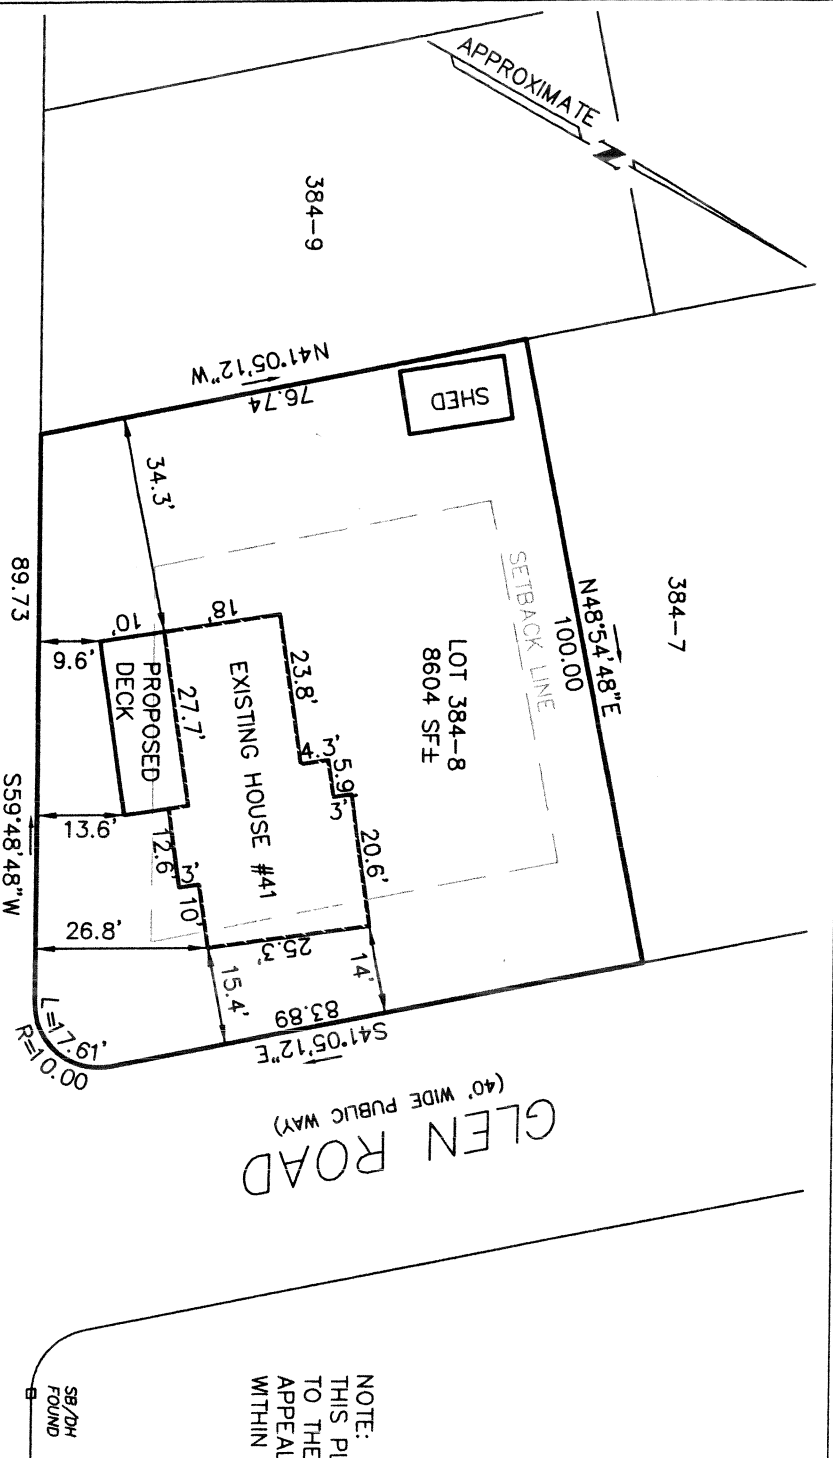 APPROXIMATE
N
384-9
384-7
N41°05'12"W
76.74
SHED
N48°54'48"E
100.00
SETBACK LINE
LOT 384-8
8604 SF±
34.3'
18'
10'
23.8'
4.3'
5.9'
3'
20.6'
27.7'
EXISTING HOUSE #41
PROPOSED
DECK
12.6'
3'
10'
25.3'
9.6'
13.6'
26.8'
15.4'
14'
89.73
S59°48'48"W
L=17.61'
R=10.00
83.89
S41°05'12"E
GLEN ROAD
(40' WIDE PUBLIC WAY)
SB/DH
FOUND
NOTE:
THIS PL
TO THE
APPEAL
WITHIN